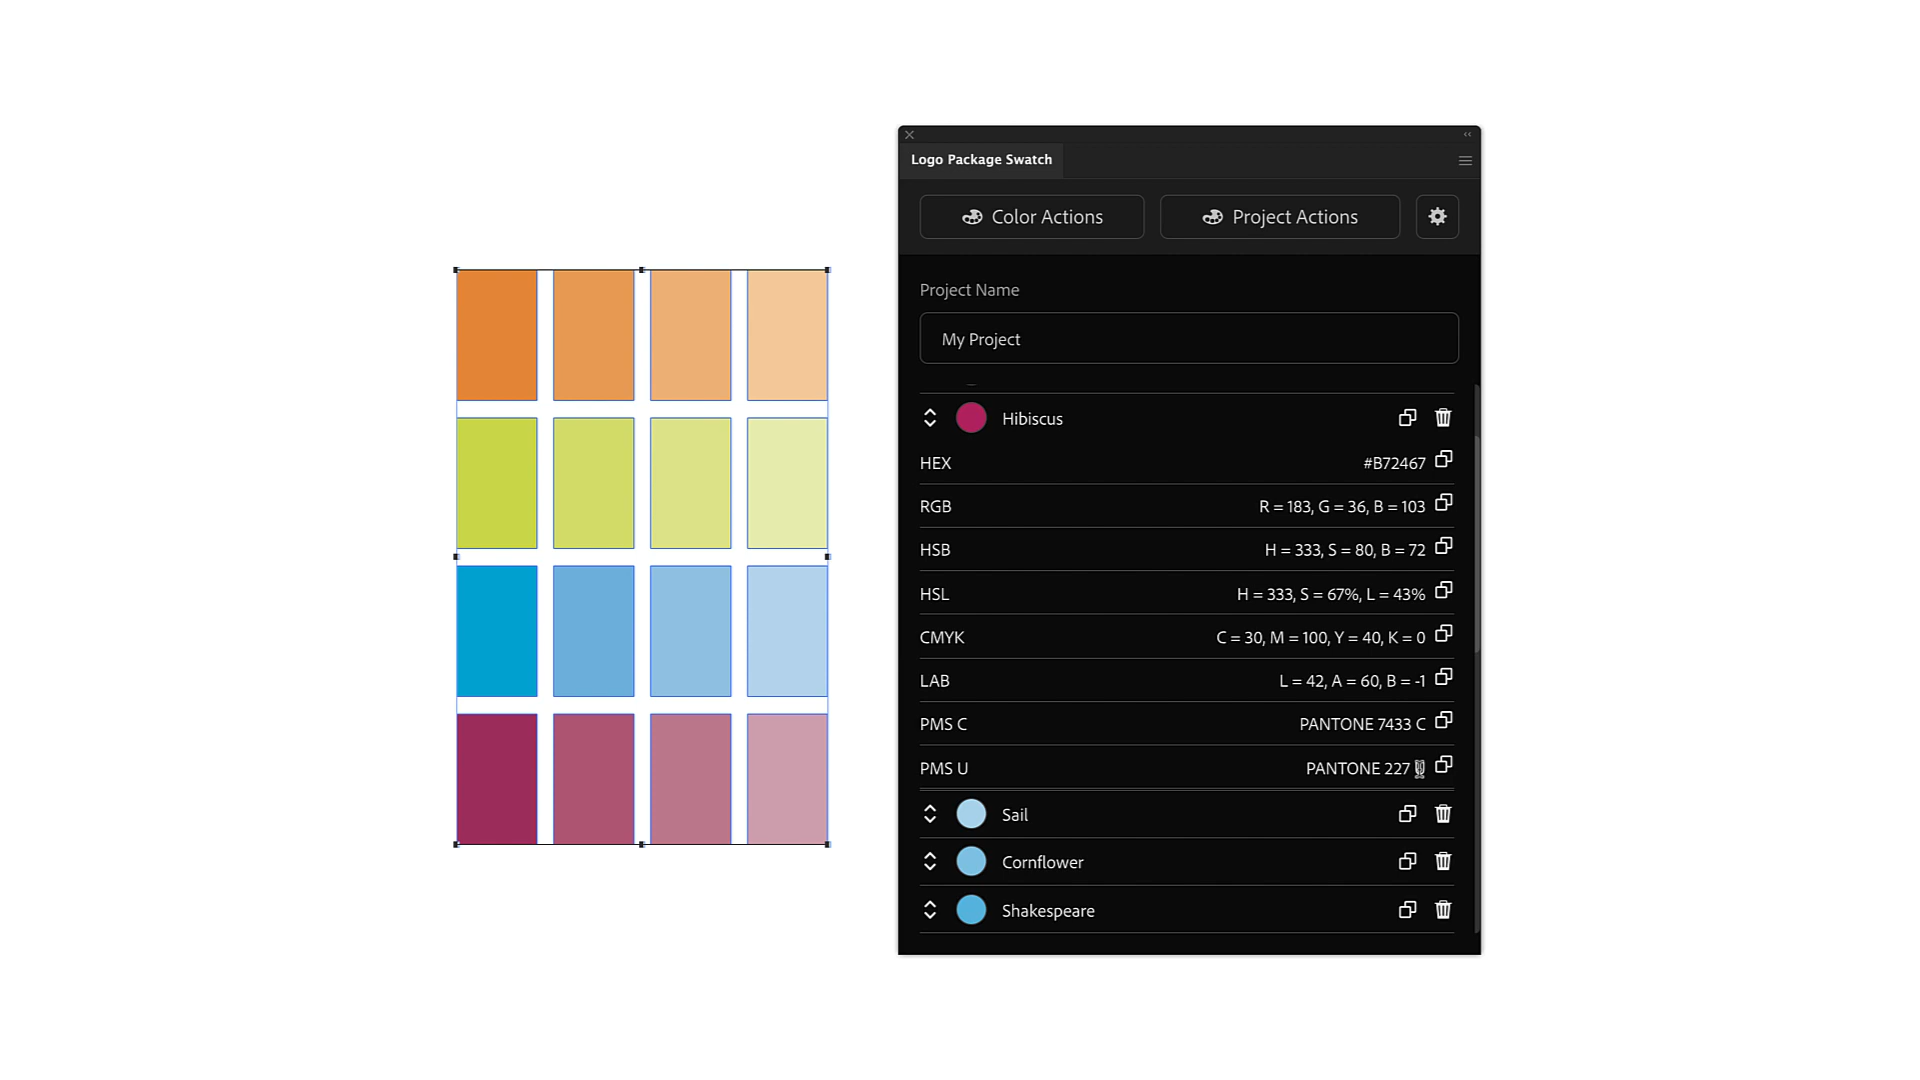 Logo Package Swatch
Color Actions
Project Actions
Project Name
My Project
Hibiscus
HEX #B72467
RGB R = 183, G = 36, B = 103
HSB H = 333, S = 80, B = 72
HSL H = 333, S = 67%, L = 43%
CMYK C = 30, M = 100, Y = 40, K = 0
LAB L = 42, A = 60, B = -1
PMS C PANTONE 7433 C
PMS U PANTONE 227
Sail
Cornflower
Shakespeare